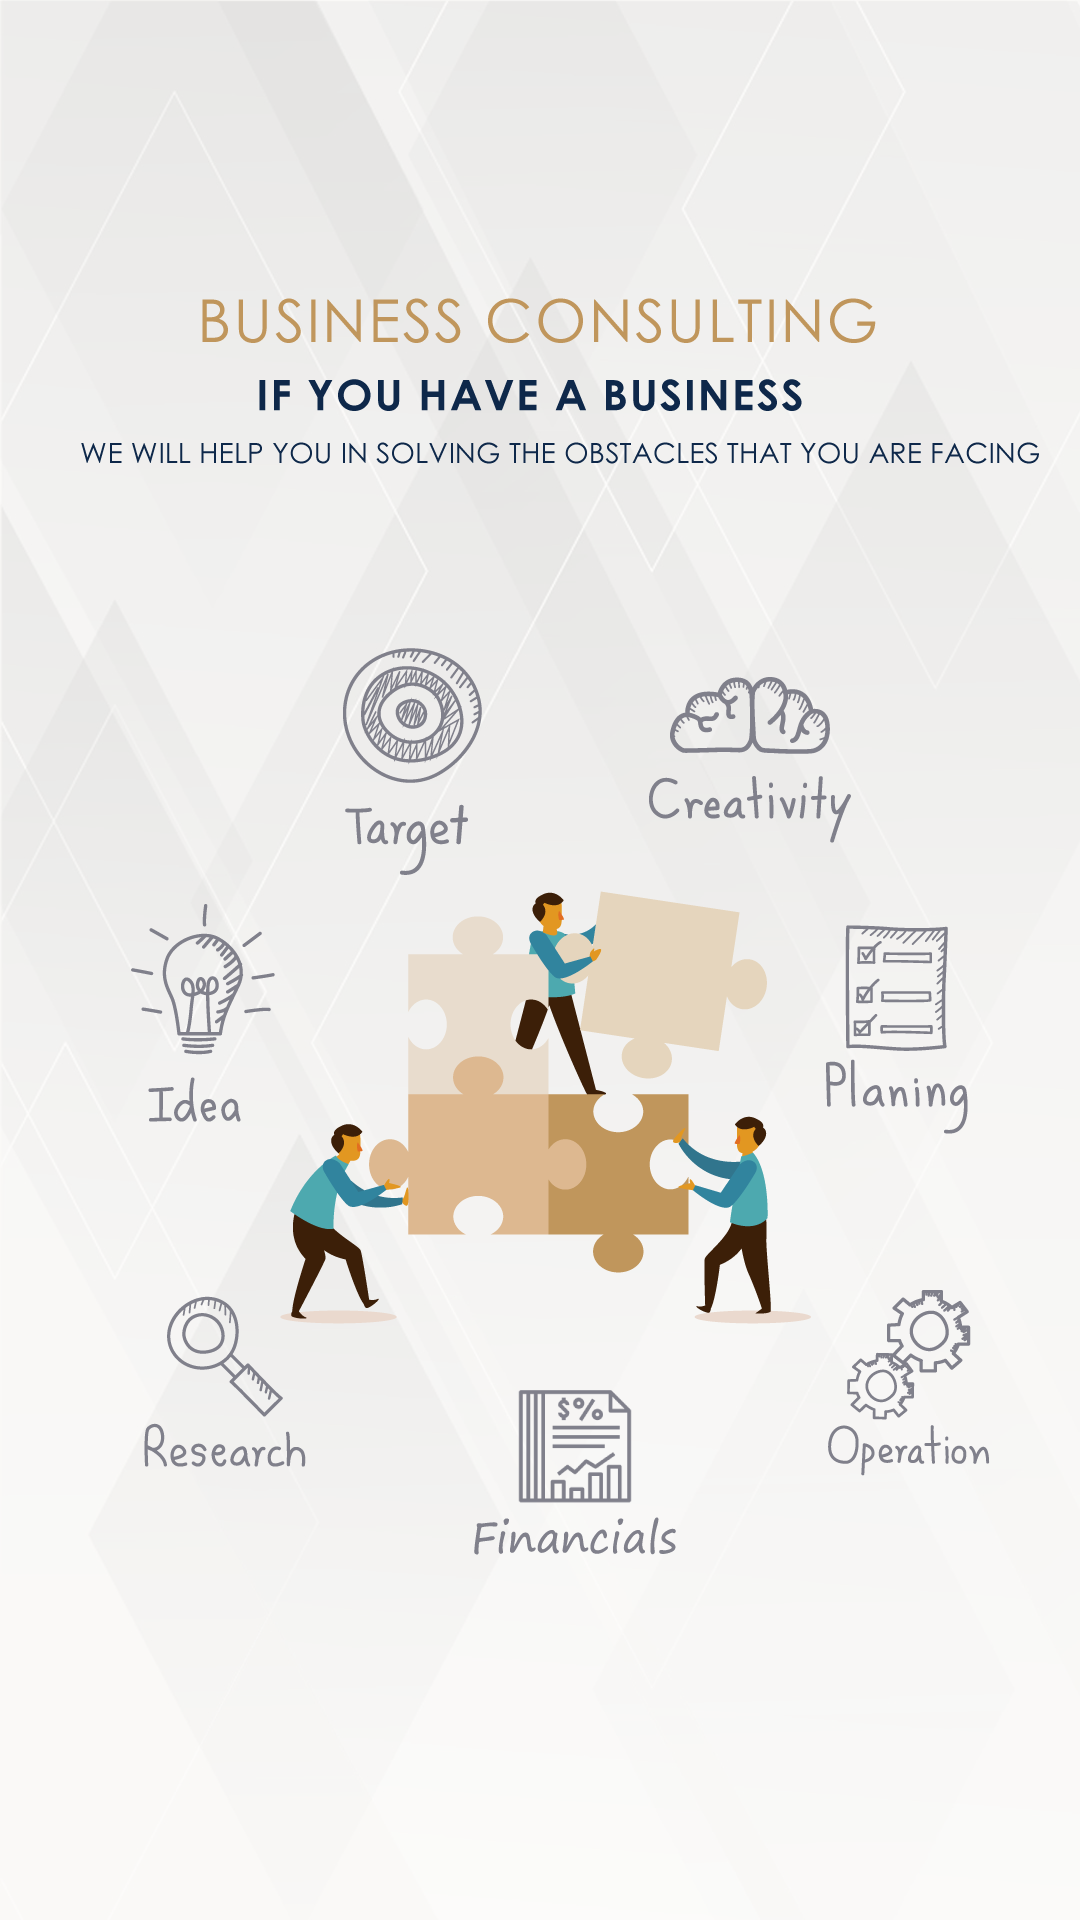 BUSINESS CONSULTING
IF YOU HAVE A BUSINESS
WE WILL HELP YOU IN SOLVING THE OBSTACLES THAT YOU ARE FACING
Target
Creativity
Idea
Planing
Research
$%
Financials
Operation